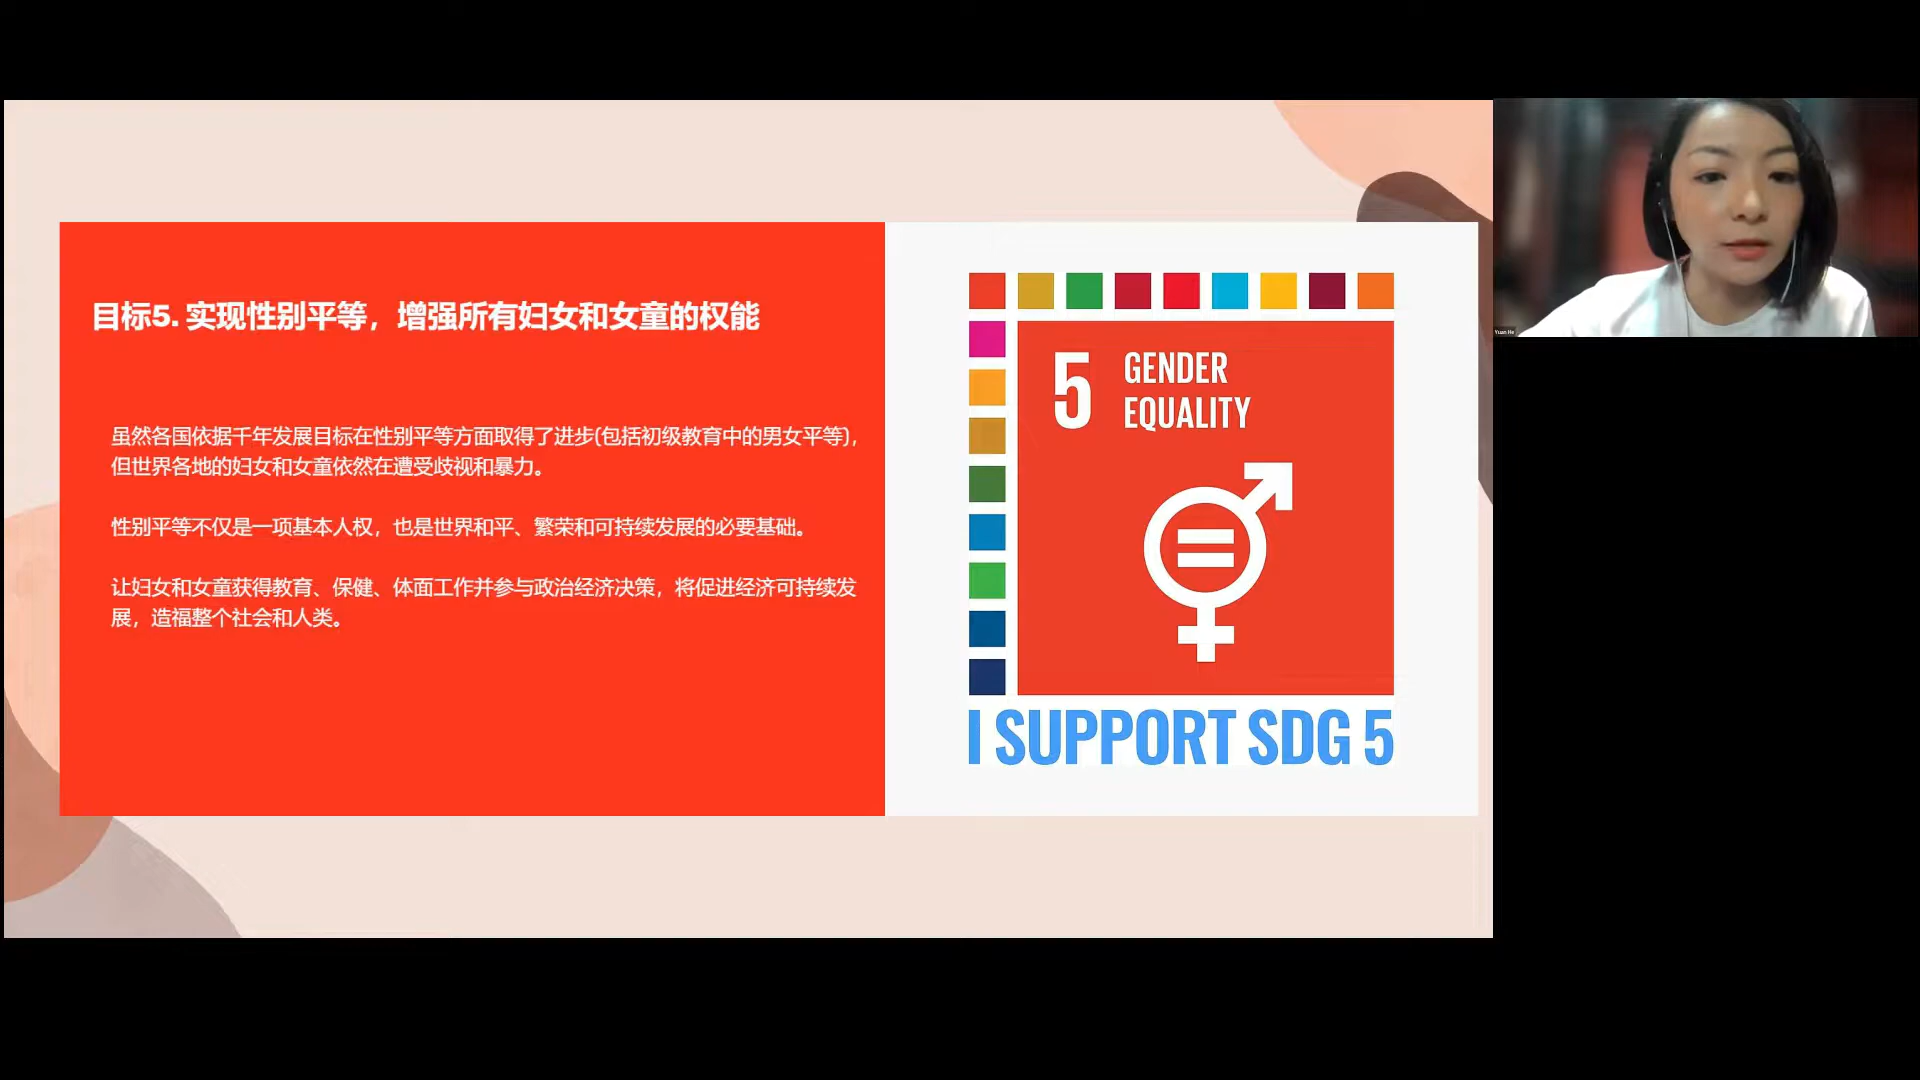 目标5. 实现性别平等，增强所有妇女和女童的权能
虽然各国依据千年发展目标在性别平等方面取得了进步(包括初级教育中的男女平等)，
但世界各地的妇女和女童依然在遭受歧视和暴力。
性别平等不仅是一项基本人权，也是世界和平、繁荣和可持续发展的必要基础。
让妇女和女童获得教育、保健、体面工作并参与政治经济决策，将促进经济可持续发
展，造福整个社会和人类。
5 GENDER
EQUALITY
I SUPPORT SDG 5
Yuan He